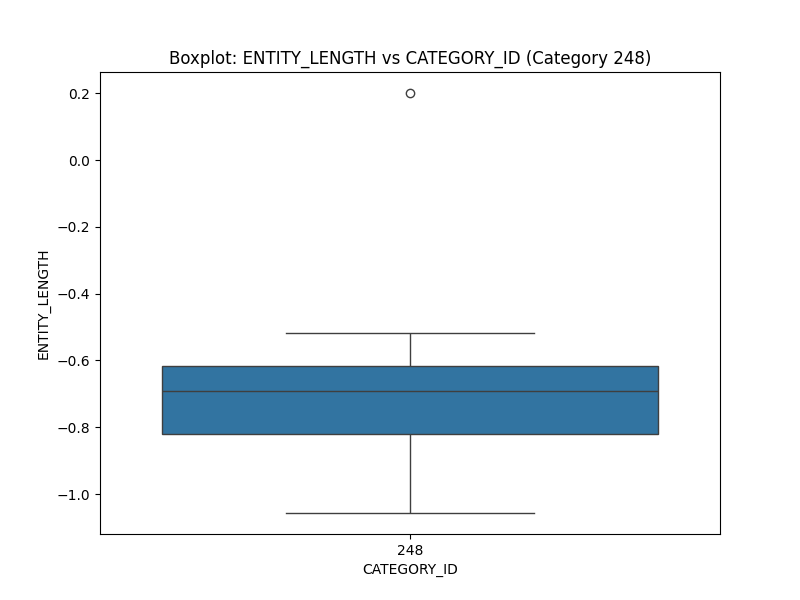 Boxplot: ENTITY_LENGTH vs CATEGORY_ID (Category 248)
0.2
0.0
−0.2
−0.4
−0.6
−0.8
−1.0
ENTITY_LENGTH
248
CATEGORY_ID